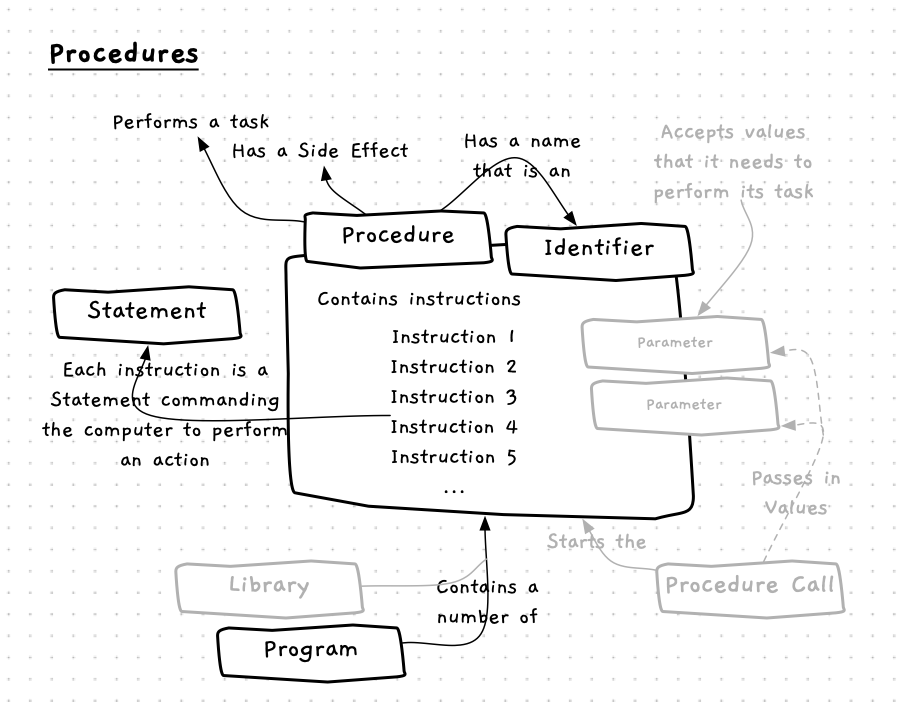 Procedures
Performs a task
Has a Side Effect
Has a name
that is an
Accepts values
that it needs to
perform its task
Procedure
Identifier
Contains instructions
Statement
Instruction 1
Instruction 2
Instruction 3
Instruction 4
Instruction 5
...
Parameter
Parameter
Each instruction is a
Statement commanding
the computer to perform
an action
Passes in
Values
Starts the
Library
Contains a
number of
Procedure Call
Program